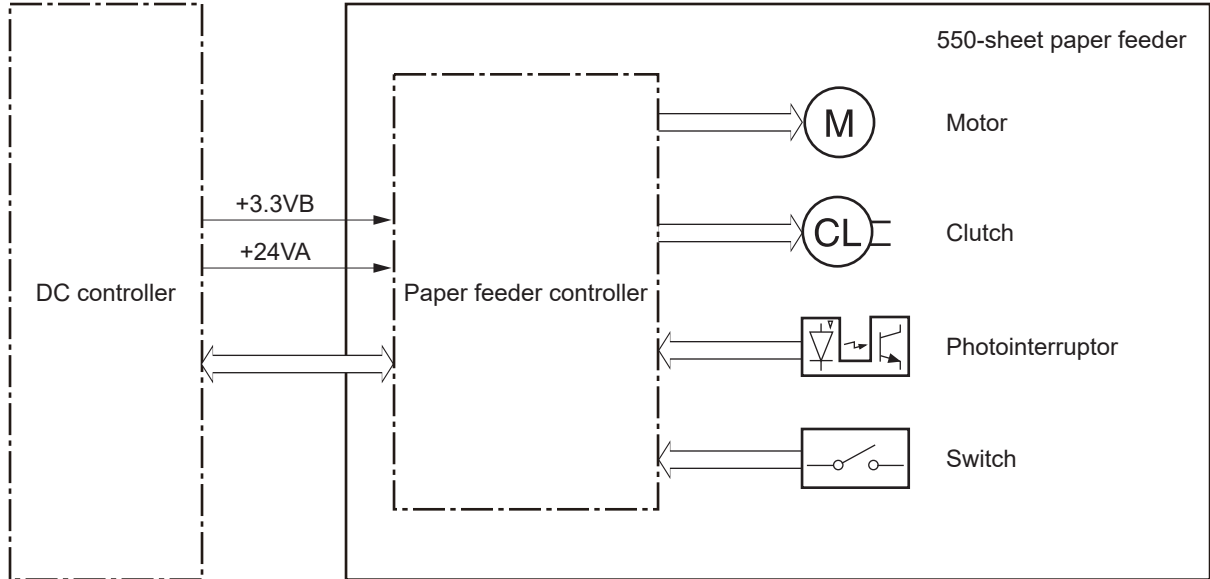 550-sheet paper feeder
M
Motor
+3.3VB
CL
Clutch
+24VA
DC controller
Paper feeder controller
Photointerruptor
Switch